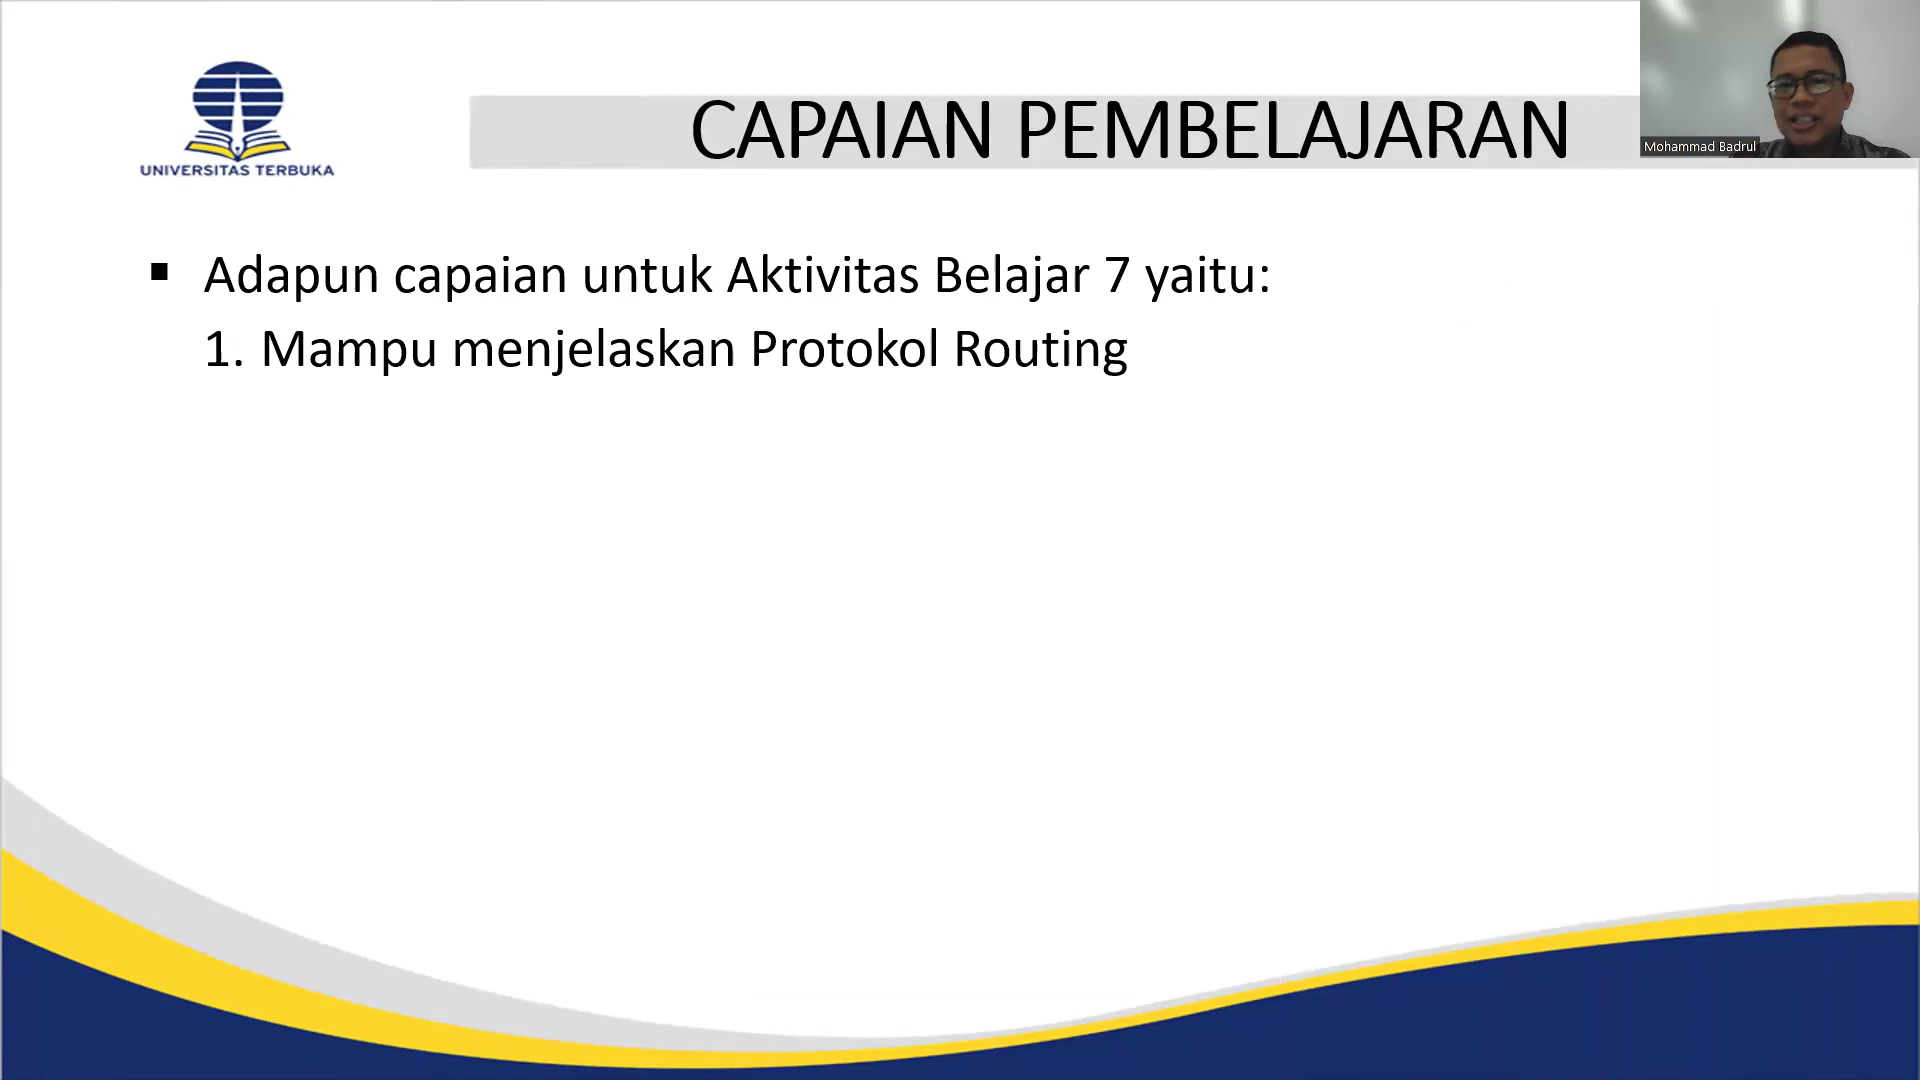 UNIVERSITAS TERBUKA
CAPAIAN PEMBELAJARAN
Mohammad Badrul
▪ Adapun capaian untuk Aktivitas Belajar 7 yaitu:
1. Mampu menjelaskan Protokol Routing